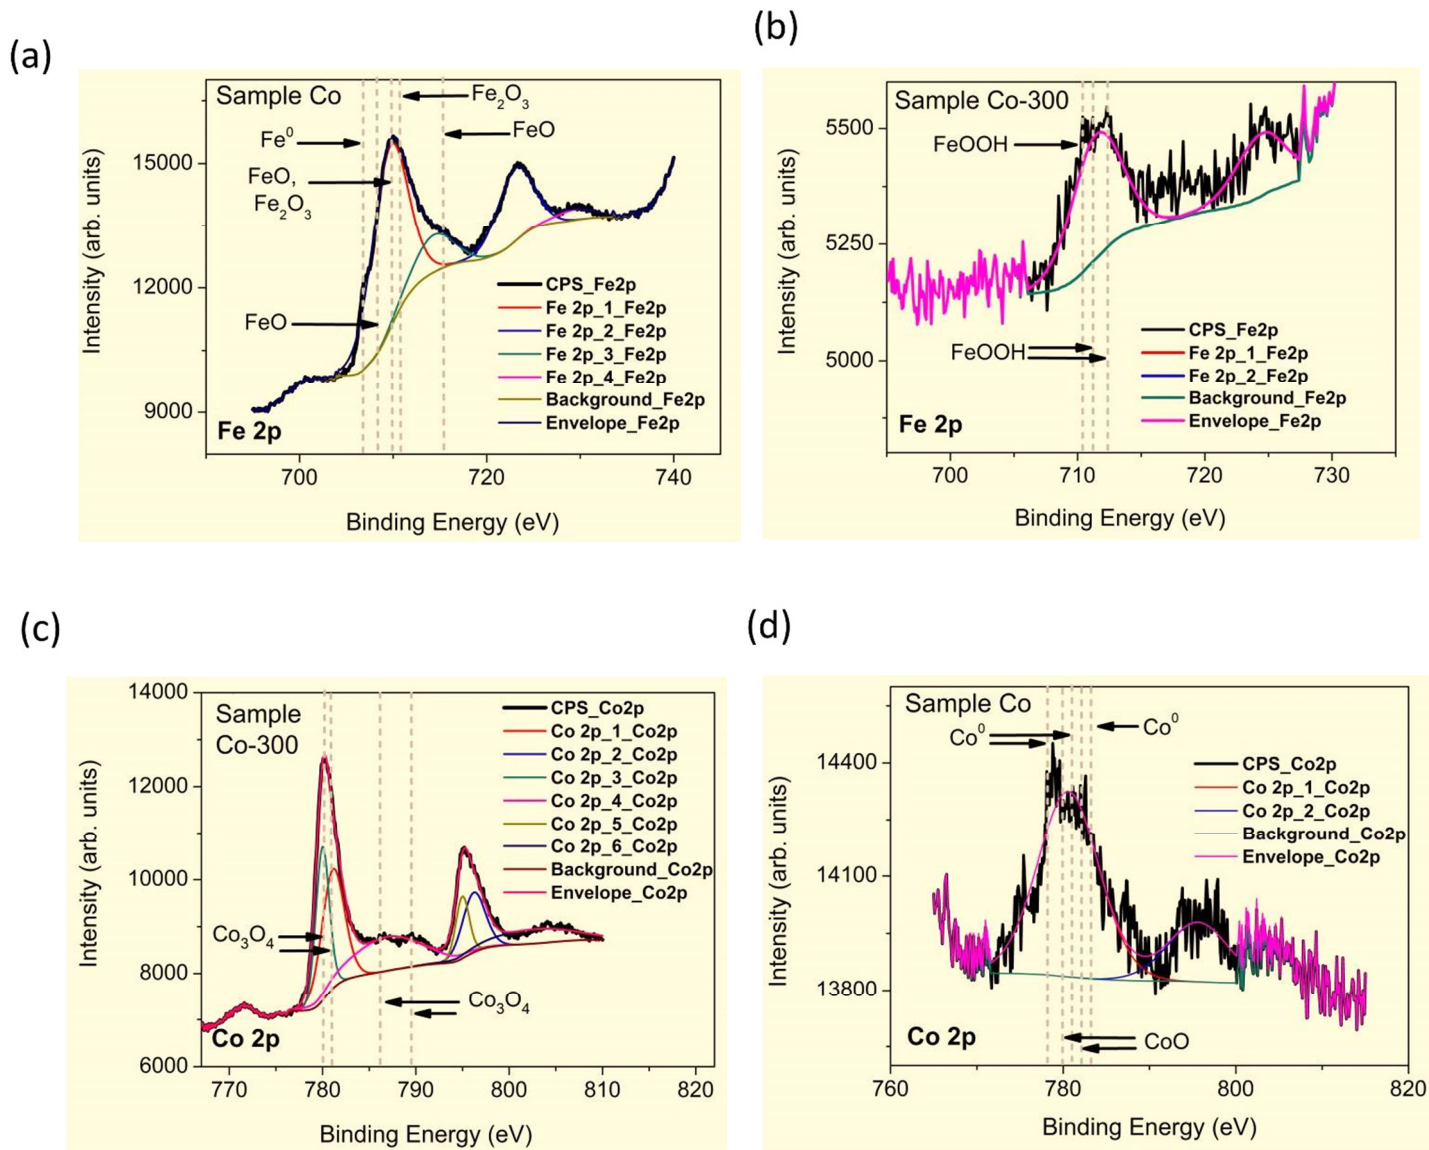 (a)
Sample Co
Fe₂O₃
Fe⁰
FeO
FeO,
Fe₂O₃
FeO
CPS_Fe2p
Fe 2p_1_Fe2p
Fe 2p_2_Fe2p
Fe 2p_3_Fe2p
Fe 2p_4_Fe2p
Background_Fe2p
Envelope_Fe2p
Fe 2p
15000
12000
9000
Intensity (arb. units)
700 720 740
Binding Energy (eV)
(b)
Sample Co-300
FeOOH
FeOOH
CPS_Fe2p
Fe 2p_1_Fe2p
Fe 2p_2_Fe2p
Background_Fe2p
Envelope_Fe2p
Fe 2p
5500
5250
5000
Intensity (arb. units)
700 710 720 730
Binding Energy (eV)
(c)
Sample
Co-300
CPS_Co2p
Co 2p_1_Co2p
Co 2p_2_Co2p
Co 2p_3_Co2p
Co 2p_4_Co2p
Co 2p_5_Co2p
Co 2p_6_Co2p
Background_Co2p
Envelope_Co2p
Co₃O₄
Co₃O₄
Co 2p
14000
12000
10000
8000
6000
Intensity (arb. units)
770 780 790 800 810 820
Binding Energy (eV)
(d)
Sample Co
Co⁰
Co⁰
CPS_Co2p
Co 2p_1_Co2p
Co 2p_2_Co2p
Background_Co2p
Envelope_Co2p
CoO
Co 2p
14400
14100
13800
Intensity (arb. units)
760 780 800 820
Binding Energy (eV)